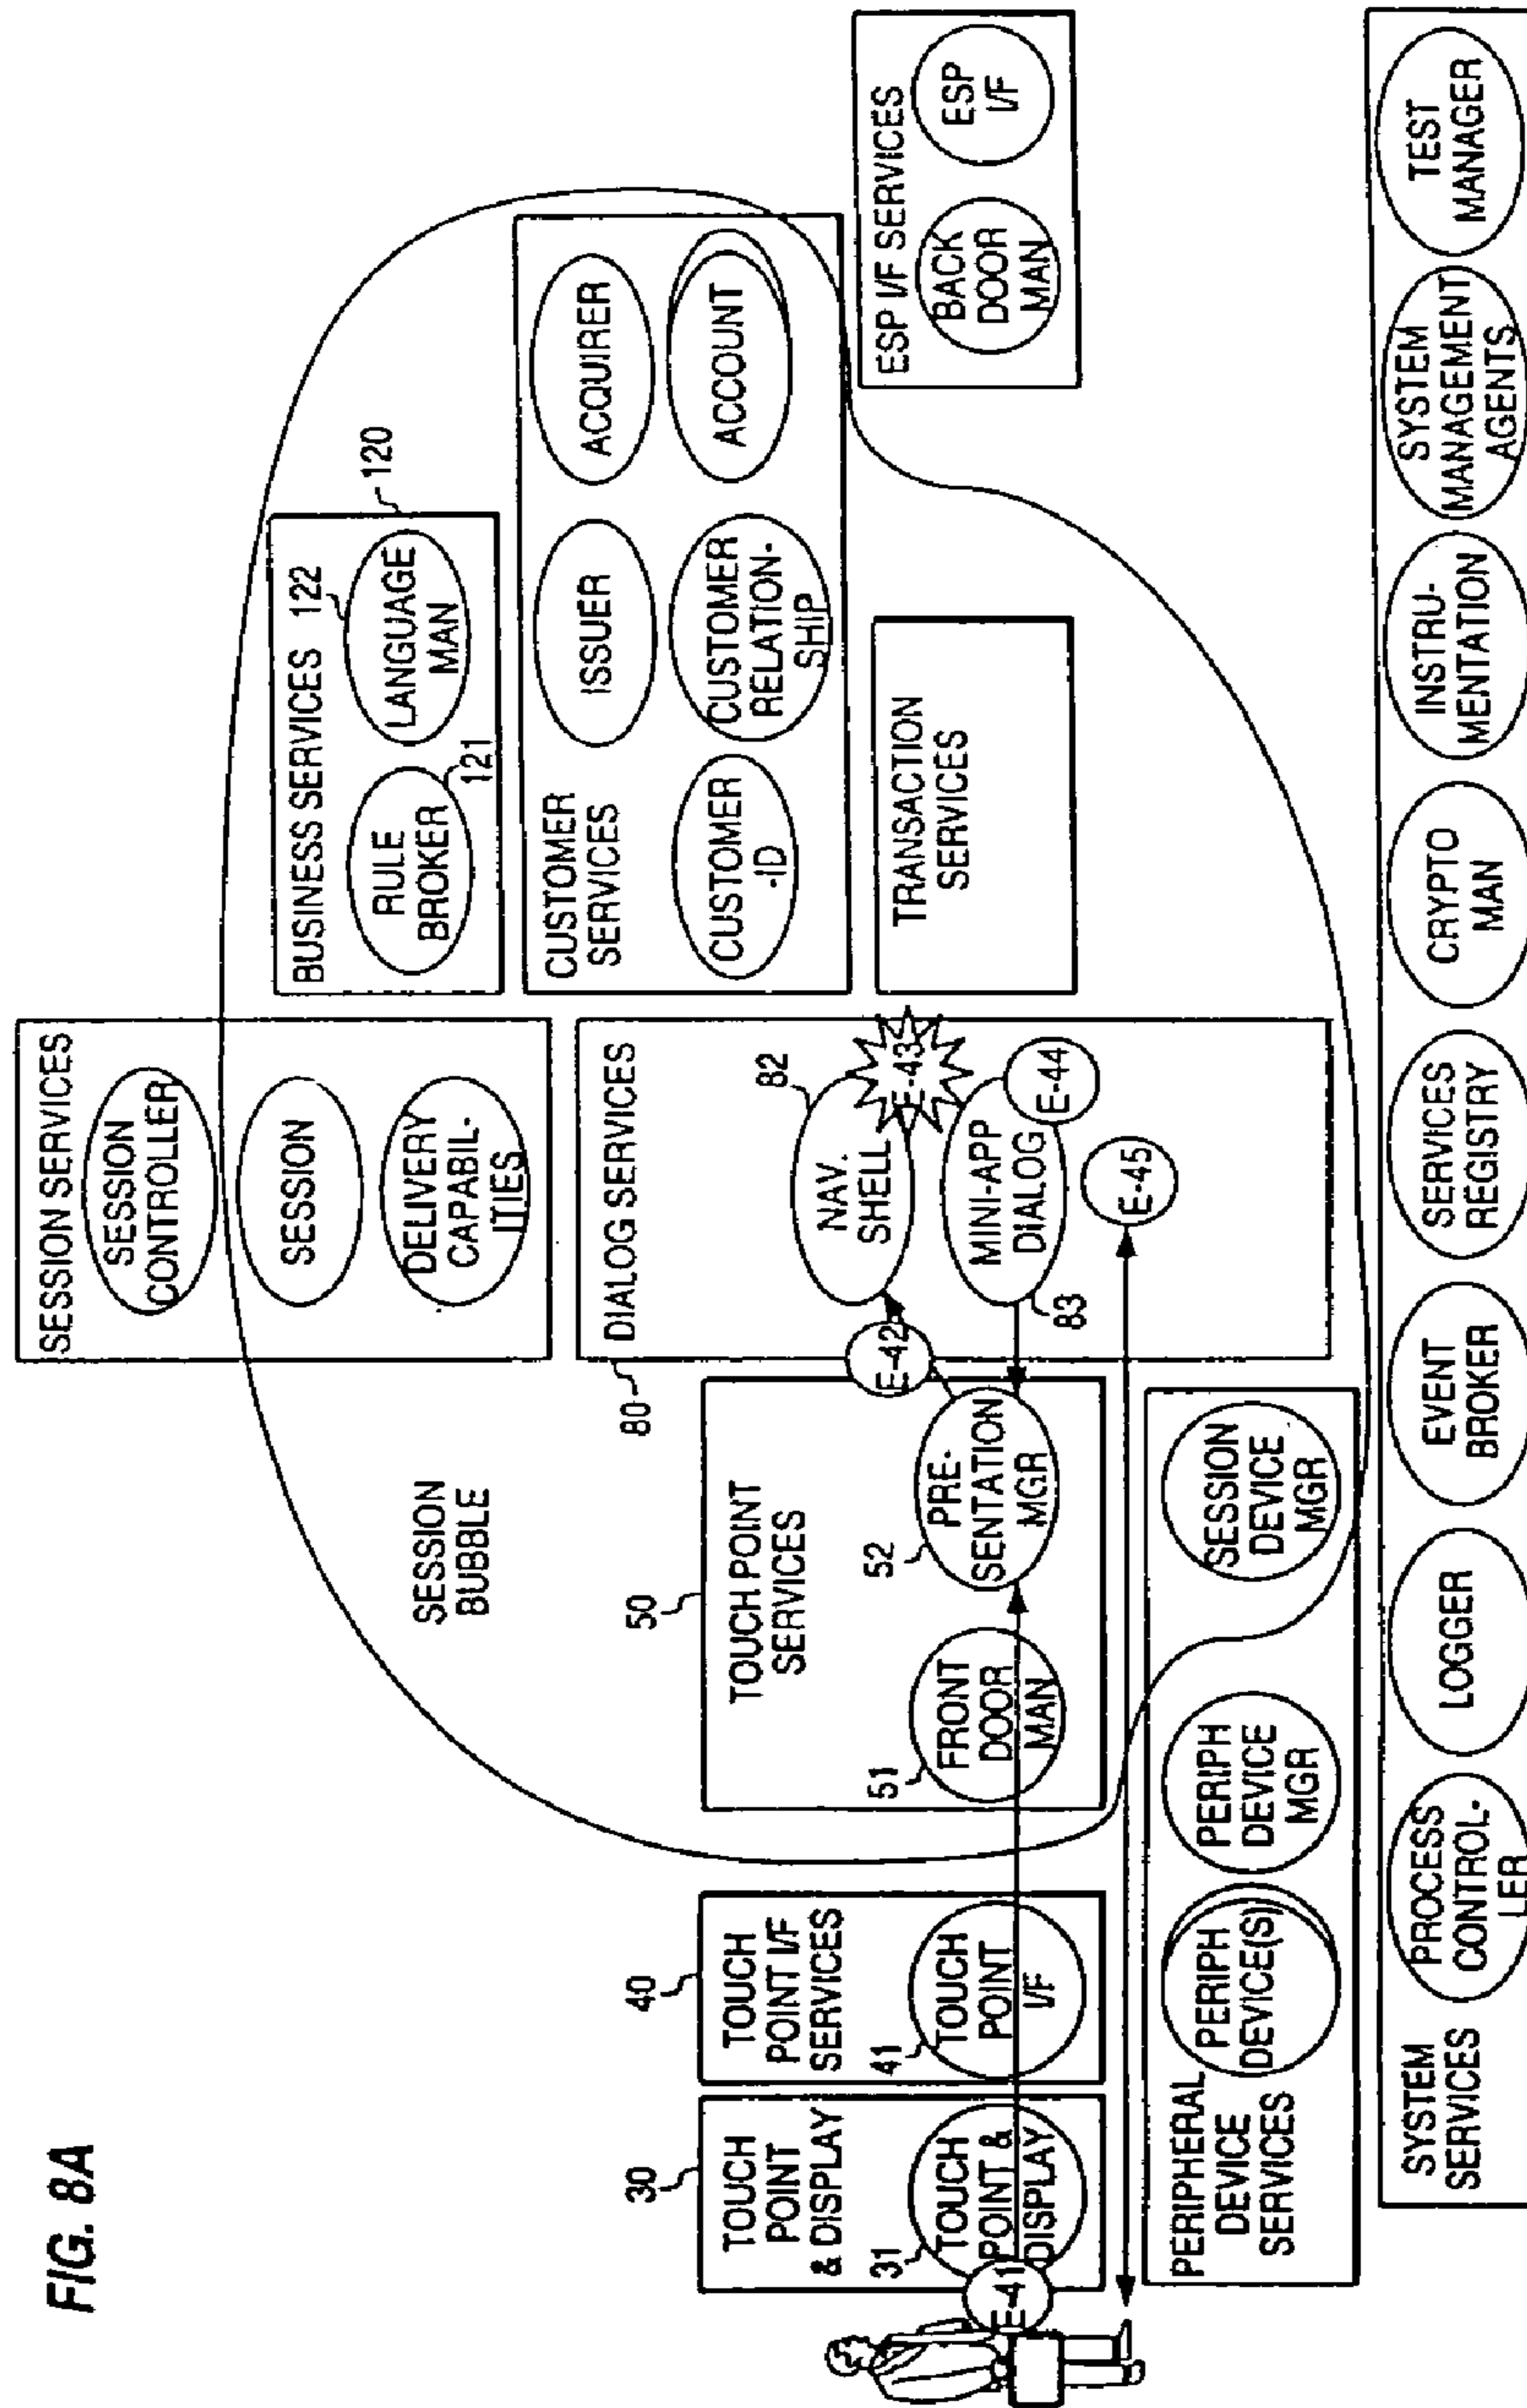 FIG. 8A
SESSION SERVICES
SESSION
CONTROLLER
SESSION
DELIVERY
CAPABIL-
ITIES
BUSINESS SERVICES
122
120
RULE
BROKER
121
LANGUAGE
MAN
SESSION
BUBBLE
CUSTOMER
SERVICES
ISSUER
ACQUIRER
CUSTOMER
-ID
CUSTOMER
RELATION-
SHIP
ACCOUNT
30
TOUCH
POINT
& DISPLAY
31
TOUCH
POINT &
DISPLAY
E-41
40
TOUCH
POINT I/F
SERVICES
41
TOUCH
POINT
I/F
50
TOUCH POINT
SERVICES
51
FRONT
DOOR
MAN
52
PRE-
SENTATION
MGR
80
DIALOG SERVICES
E-42
NAV.
SHELL
82
E-43
MINI-APP
DIALOG
83
E-44
E-45
TRANSACTION
SERVICES
ESP I/F SERVICES
BACK
DOOR
MAN
ESP
I/F
PERIPHERAL
DEVICE
SERVICES
PERIPH
DEVICE(S)
PERIPH
DEVICE
MGR
SESSION
DEVICE
MGR
SYSTEM
SERVICES
PROCESS
CONTROL-
LER
LOGGER
EVENT
BROKER
SERVICES
REGISTRY
CRYPTO
MAN
INSTRU-
MENTATION
SYSTEM
MANAGEMENT
AGENTS
TEST
MANAGER